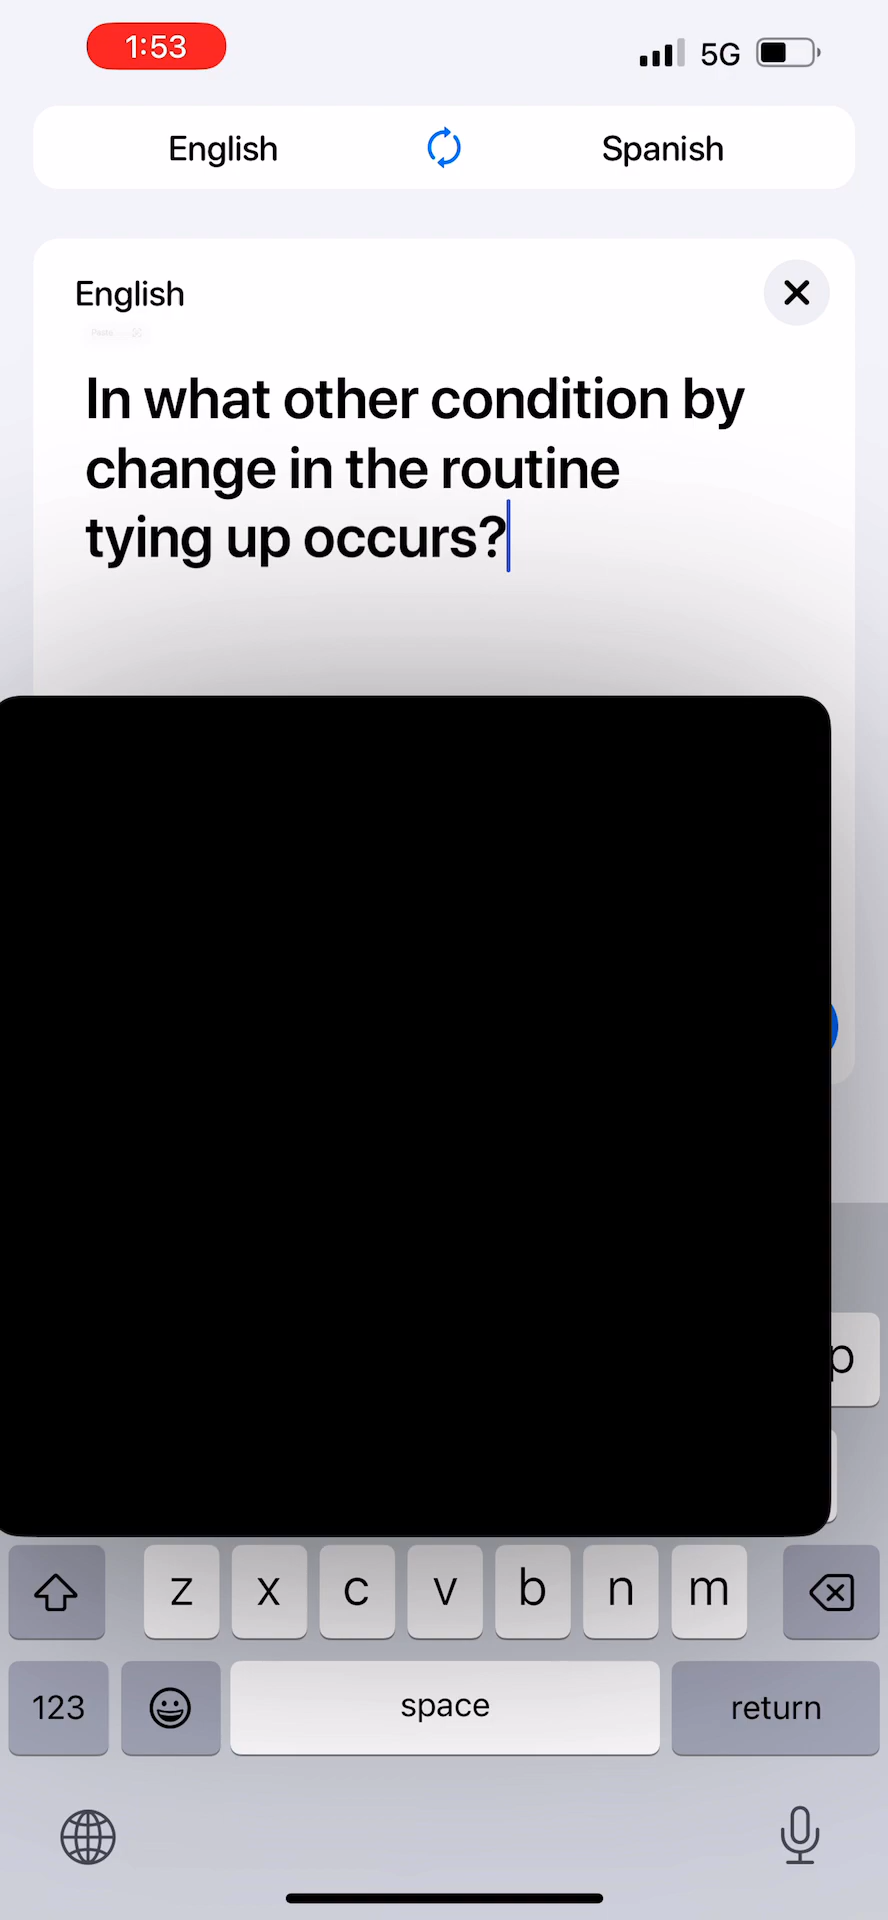 1:53
5G
English
Spanish
English
Paste
In what other condition by
change in the routine
tying up occurs?
p
z x c v b n m
123
space
return